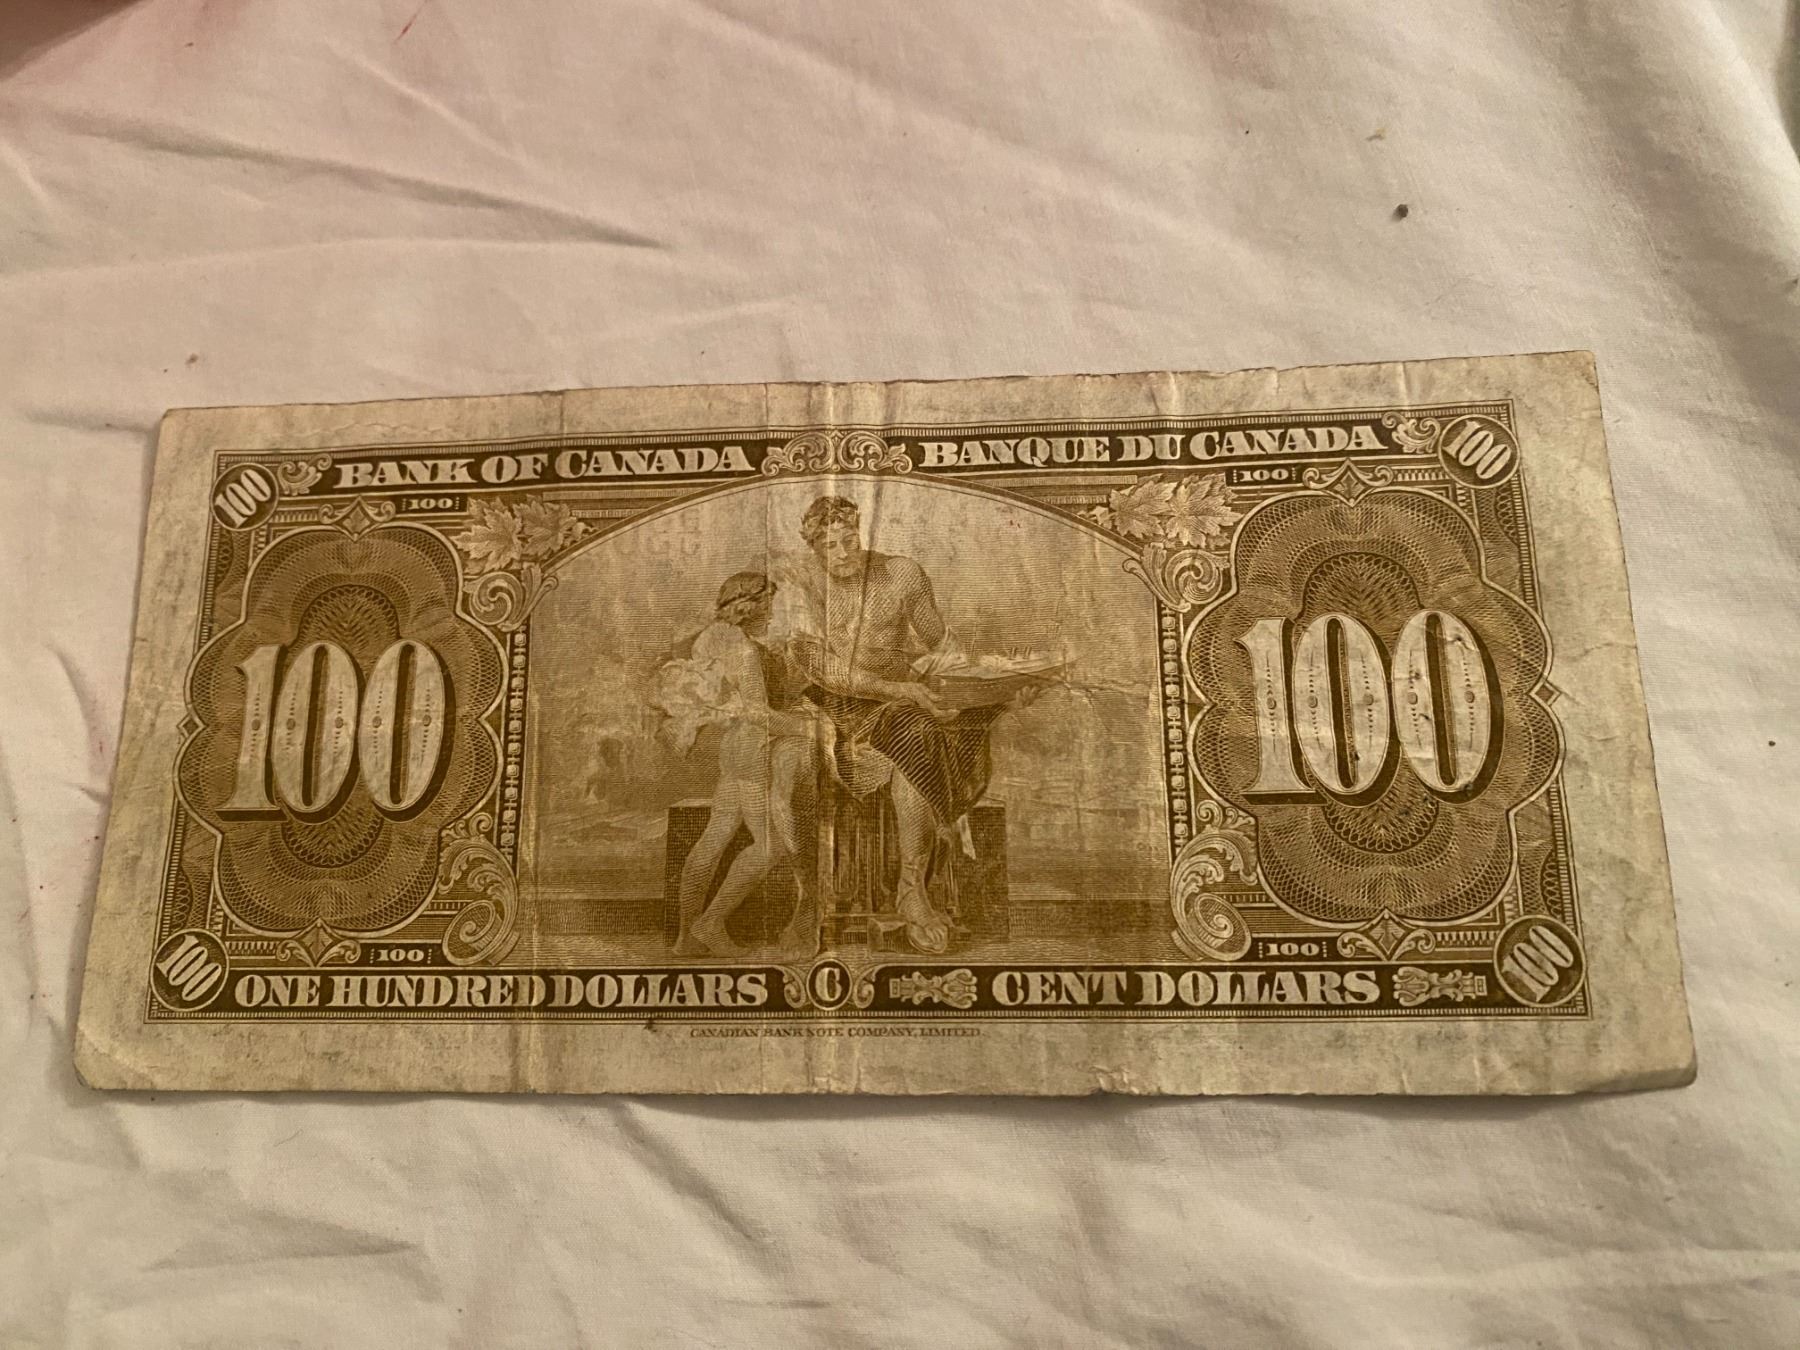 BANK OF CANADA BANQUE DU CANADA
100 100
100 100
100 100
100 100
100 100
ONE HUNDRED DOLLARS C CENT DOLLARS
CANADIAN BANK NOTE COMPANY, LIMITED.